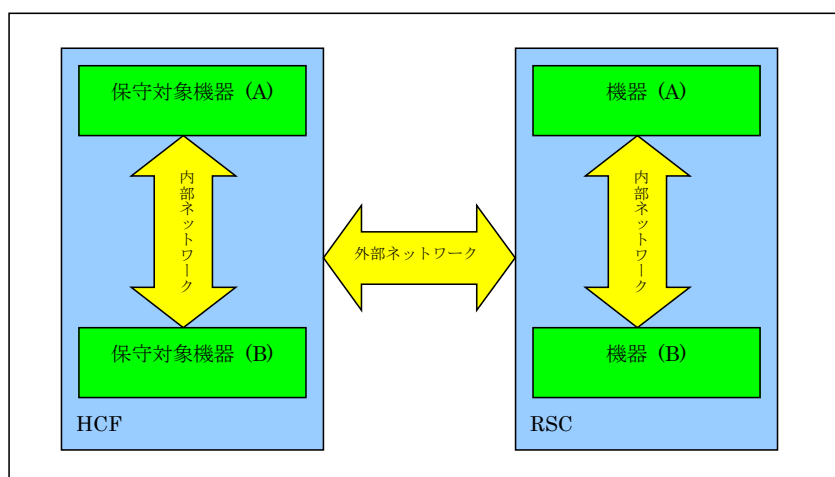 保守対象機器 (A)
内部ネットワーク
保守対象機器 (B)
HCF
外部ネットワーク
機器 (A)
内部ネットワーク
機器 (B)
RSC